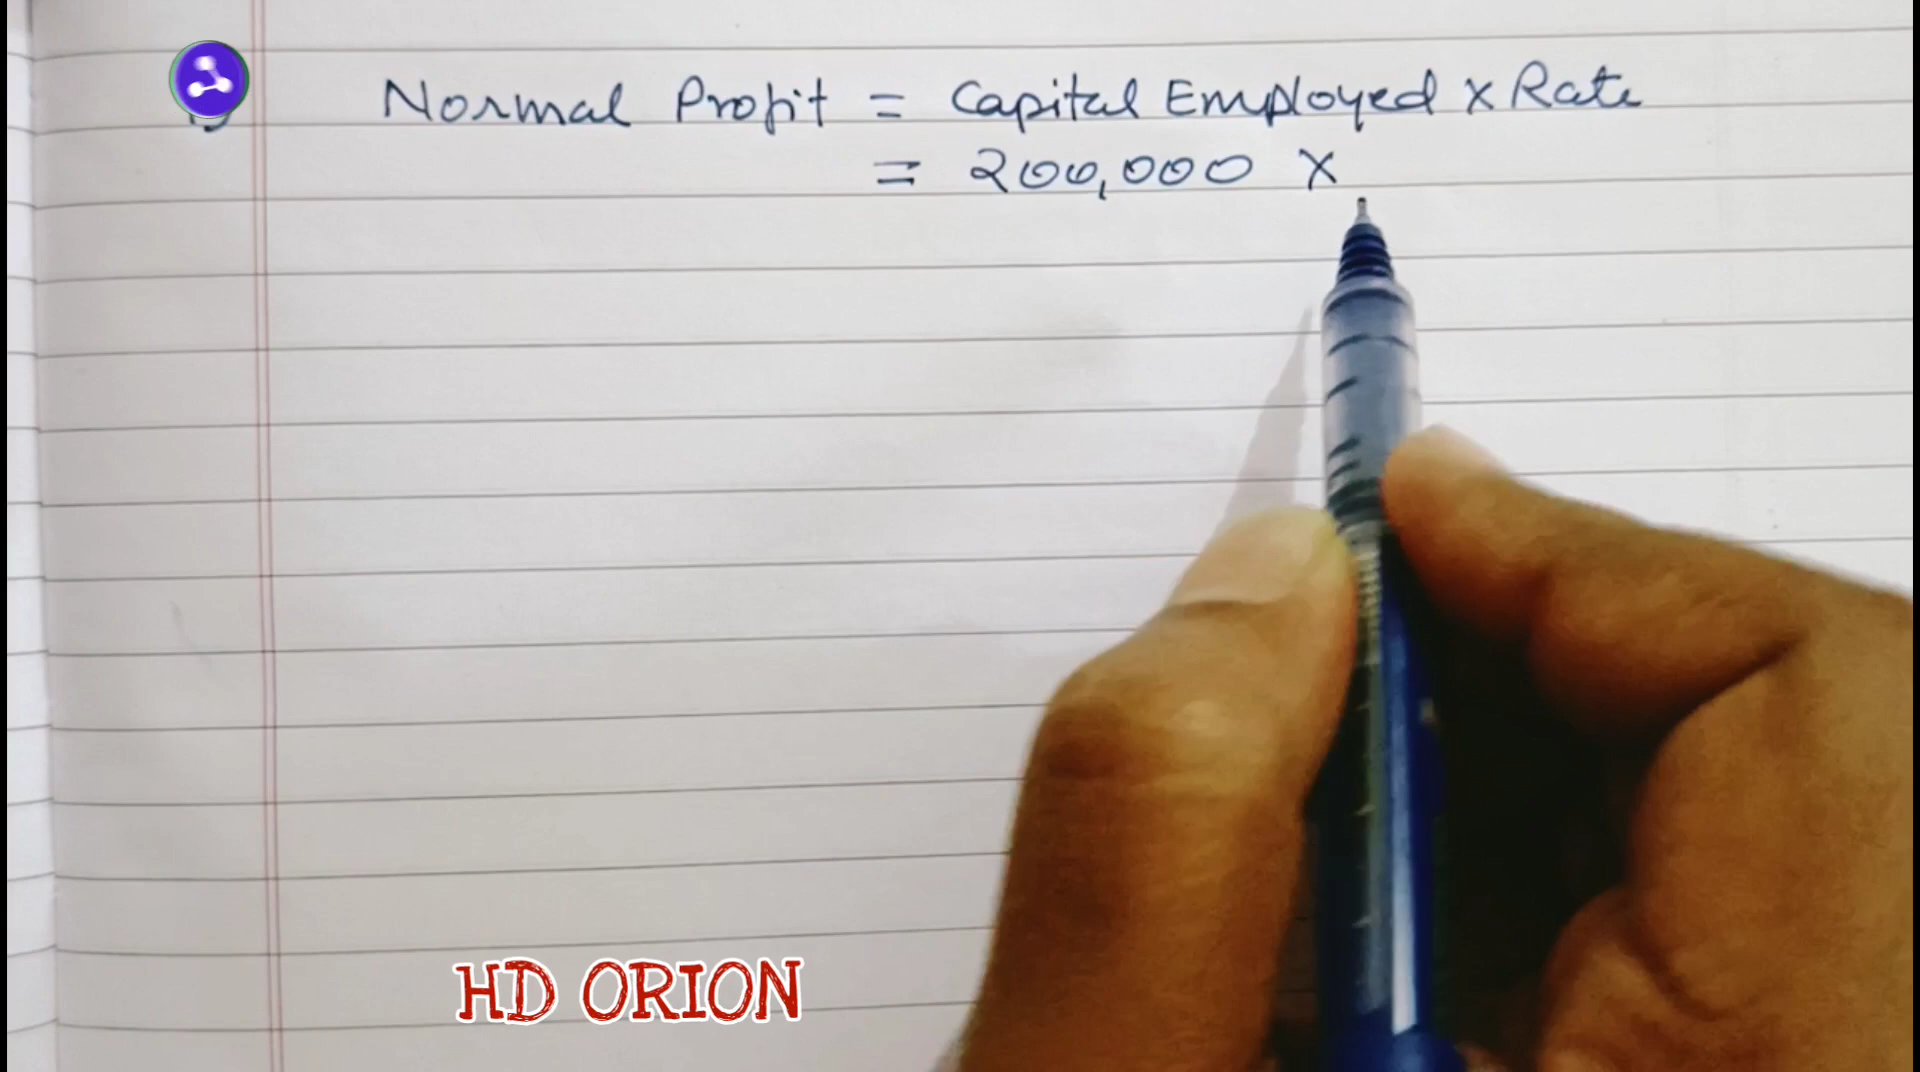 Normal Profit = Capital Employed x Rate
= 200,000 x
HD ORION